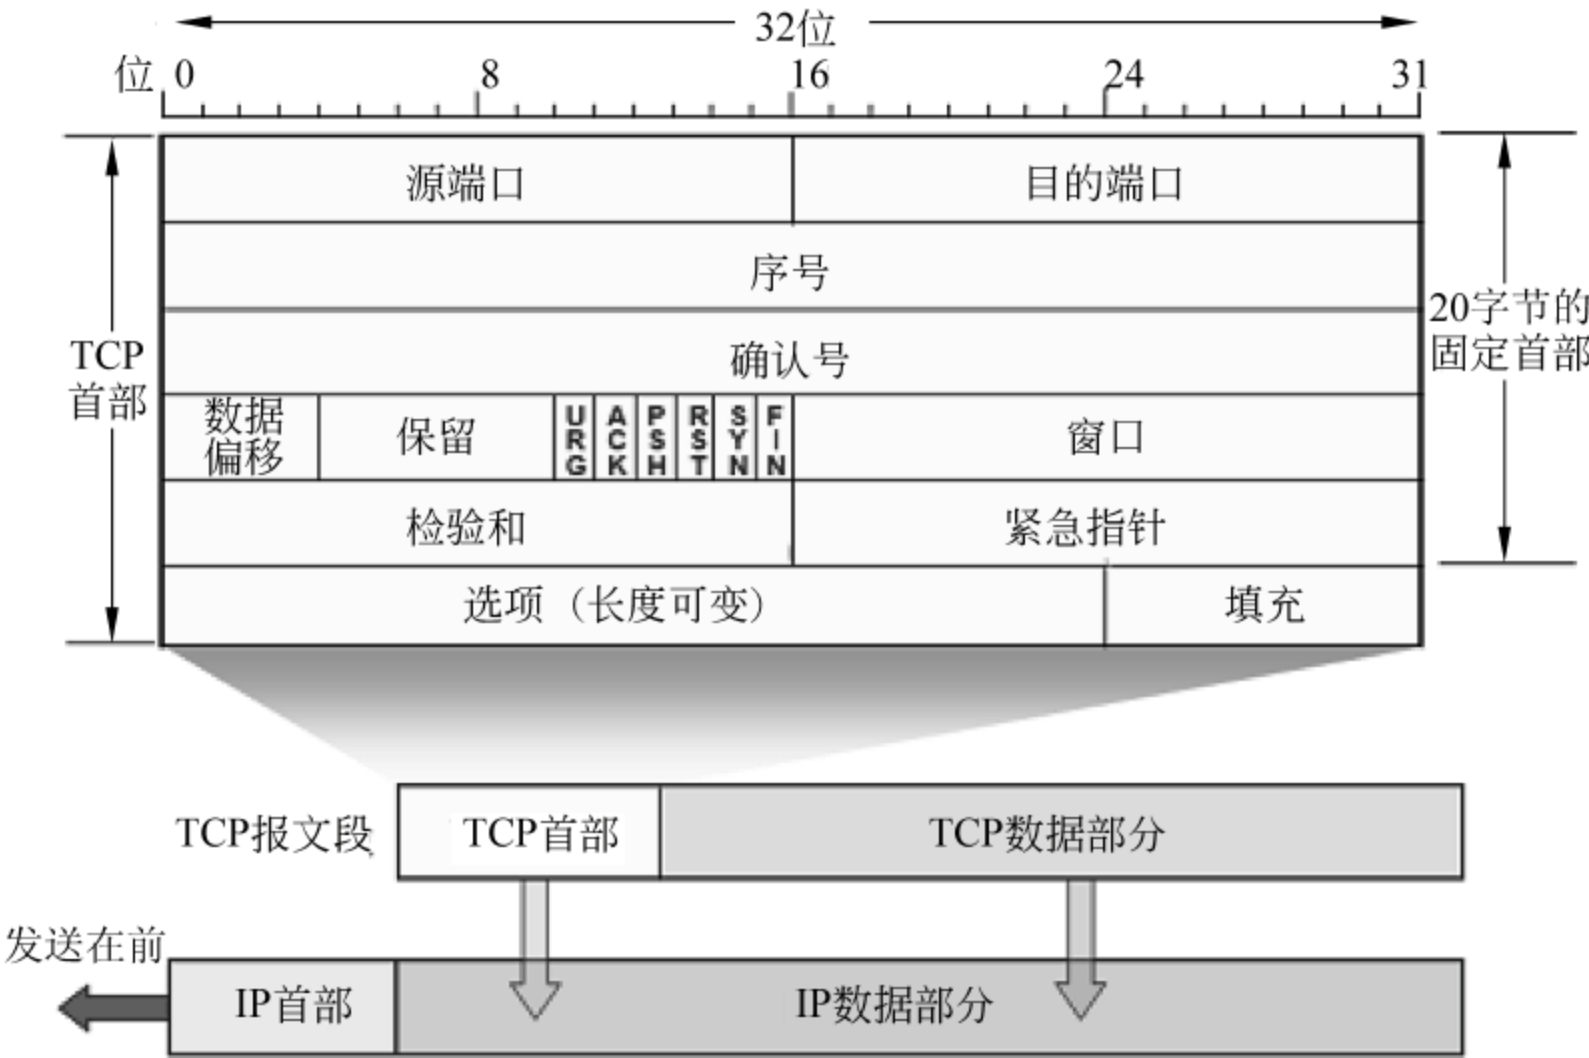 32位
位 0 8 16 24 31
源端口 目的端口
序号
确认号
TCP
首部
20字节的
固定首部
数据
偏移
保留
URG
ACK
PSH
RST
SYN
FIN
窗口
检验和 紧急指针
选项（长度可变） 填充
TCP报文段 TCP首部 TCP数据部分
发送在前
IP首部 IP数据部分